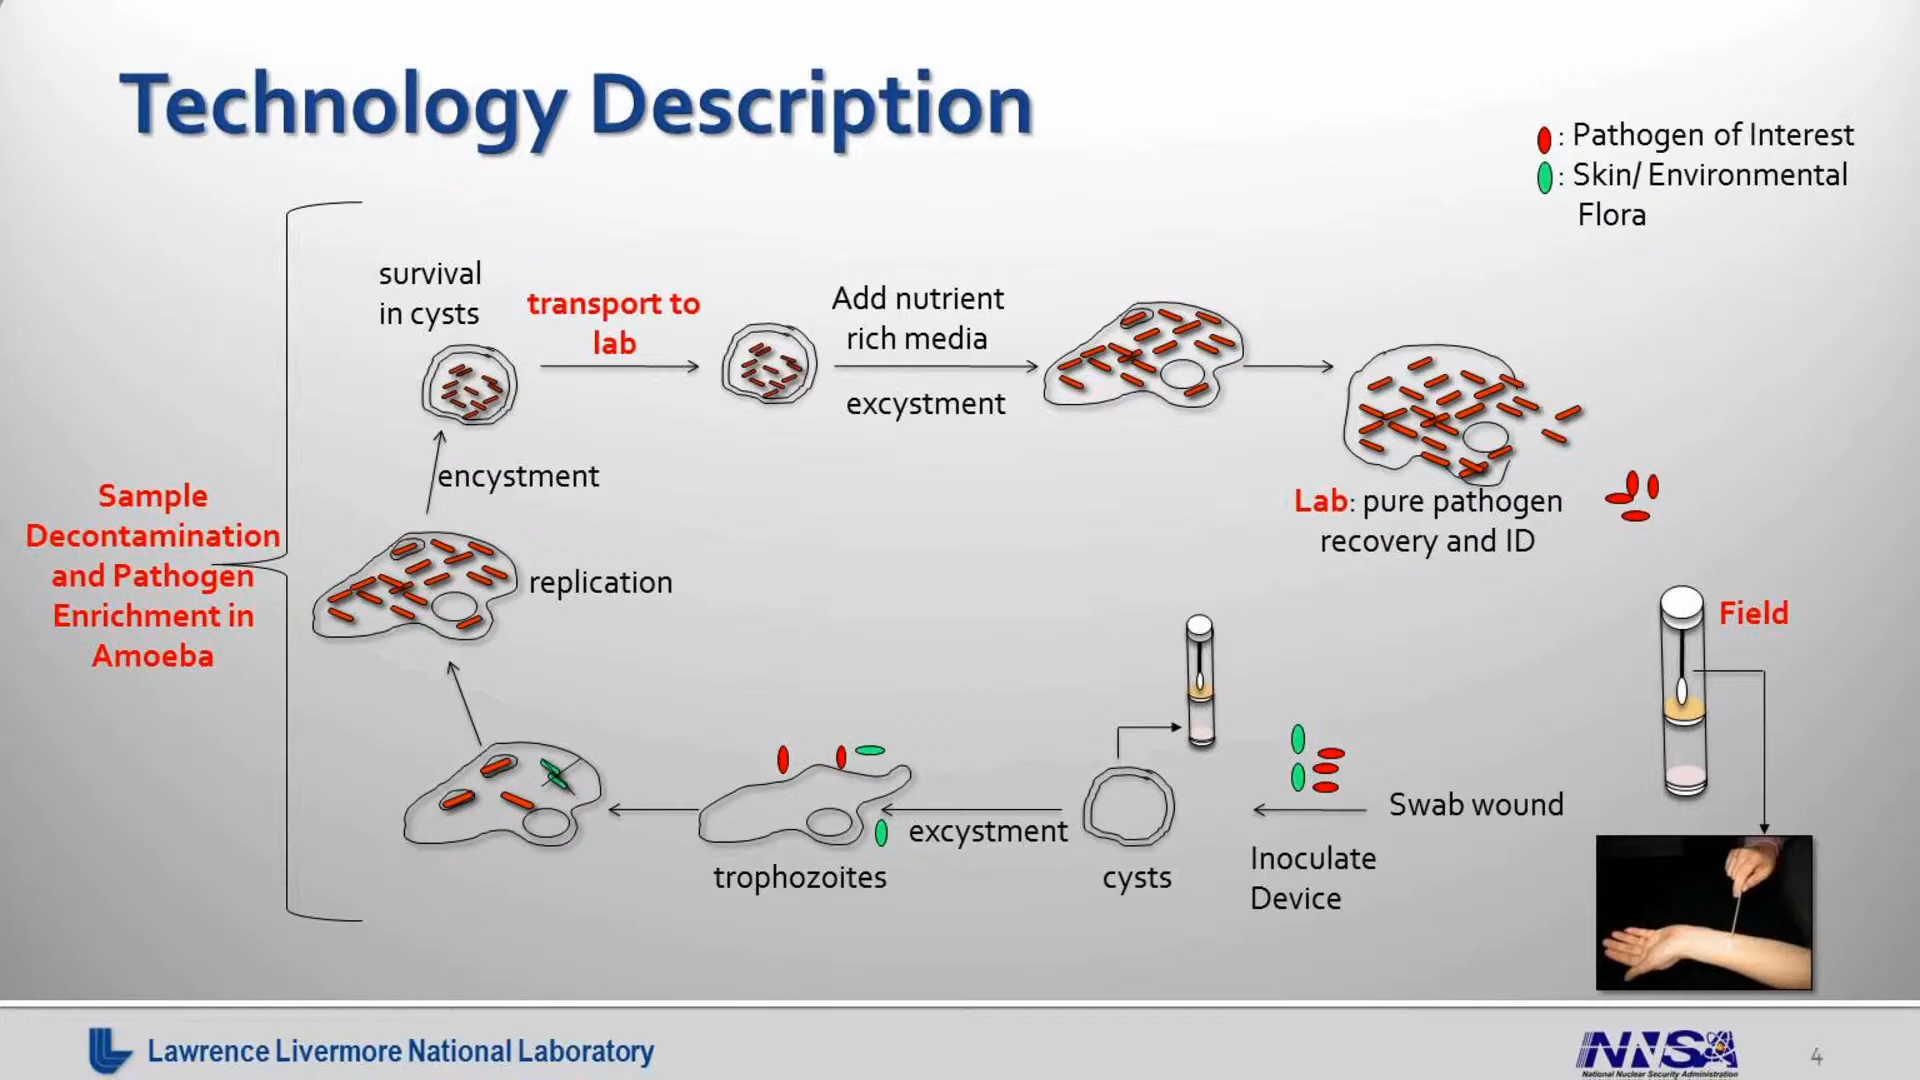 Technology Description
: Pathogen of Interest
: Skin/ Environmental
Flora
survival
in cysts
transport to
lab
Add nutrient
rich media
excystment
encystment
Lab: pure pathogen
recovery and ID
Sample
Decontamination
and Pathogen
Enrichment in
Amoeba
replication
Field
Swab wound
excystment
Inoculate
Device
trophozoites
cysts
Lawrence Livermore National Laboratory
NNSA
National Nuclear Security Administration
4